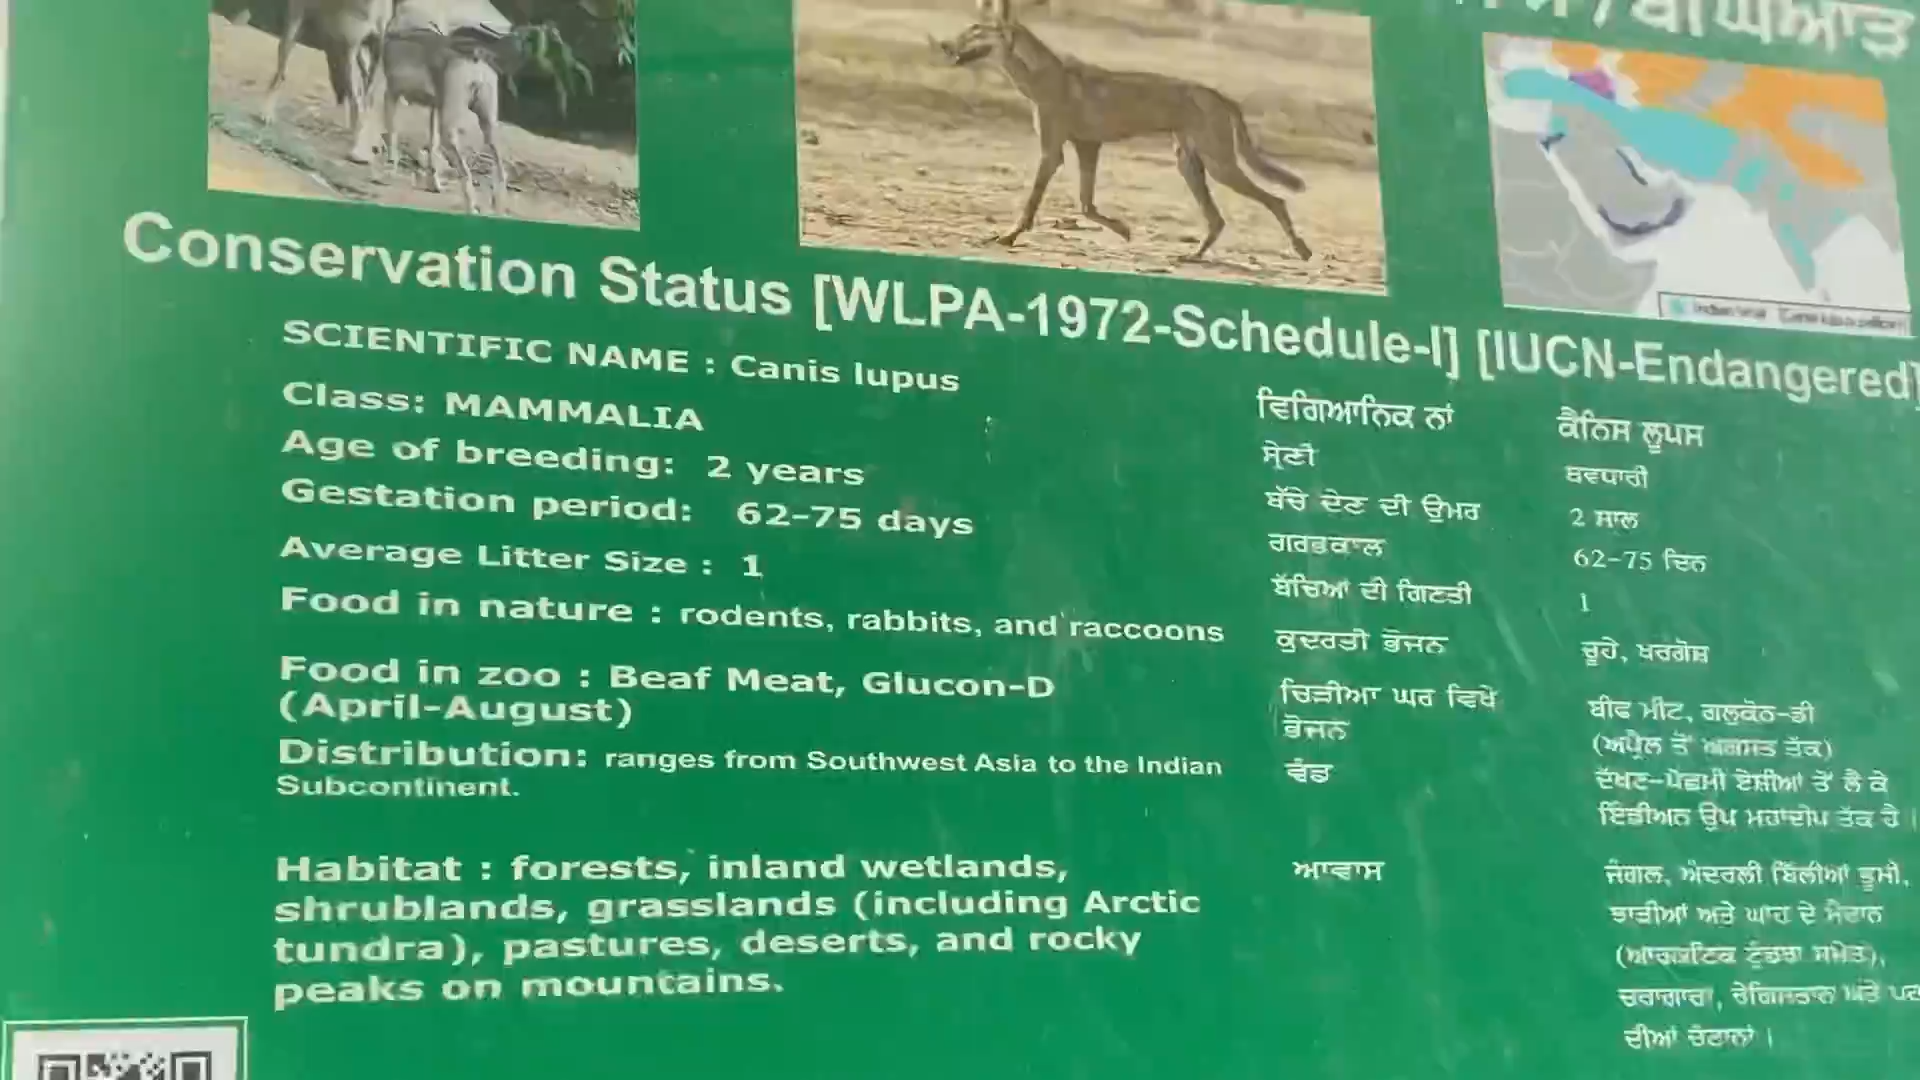 ਬਘਿਆੜ
Conservation Status [WLPA-1972-Schedule-I] [IUCN-Endangered]
SCIENTIFIC NAME : Canis lupus
Class: MAMMALIA
Age of breeding: 2 years
Gestation period: 62-75 days
Average Litter Size : 1
Food in nature : rodents, rabbits, and raccoons
Food in zoo : Beaf Meat, Glucon-D
(April-August)
Distribution: ranges from Southwest Asia to the Indian
Subcontinent.
Habitat : forests, inland wetlands,
shrublands, grasslands (including Arctic
tundra), pastures, deserts, and rocky
peaks on mountains.
ਵਿਗਿਆਨਿਕ ਨਾਂ ਕੈਨਿਸ ਲੂਪਸ
ਸ੍ਰੇਣੀ ਥਣਧਾਰੀ
ਬੱਚੇ ਦੇਣ ਦੀ ਉਮਰ 2 ਸਾਲ
ਗਰਭਕਾਲ 62-75 ਦਿਨ
ਬੱਚਿਆਂ ਦੀ ਗਿਣਤੀ 1
ਕੁਦਰਤੀ ਭੋਜਨ ਚੂਹੇ, ਖਰਗੋਸ਼
ਚਿੜੀਆ ਘਰ ਵਿਖੇ ਬੀਫ ਮੀਟ, ਗਲੁਕੋਨ-ਡੀ
ਭੋਜਨ (ਅਪ੍ਰੈਲ ਤੋਂ ਅਗਸਤ ਤੱਕ)
ਵੰਡ ਦੱਖਣ-ਪੱਛਮੀ ਏਸ਼ੀਆਂ ਤੋਂ ਲੈ ਕੇ
ਇੰਡੀਅਨ ਉਪ ਮਹਾਂਦੀਪ ਤੱਕ ਹੈ।
ਆਵਾਸ ਜੰਗਲ, ਅੰਦਰਲੀ ਭੂਮੀ,
ਝਾੜੀਆਂ ਅਤੇ ਘਾਹ ਦੇ ਮੈਦਾਨ
(ਆਰਕਟਿਕ ਟੁੰਡਰਾ ਸਮੇਤ),
ਚਰਾਗਾਹਾਂ, ਰੇਗਿਸਤਾਨ ਅਤੇ
ਦੀਆਂ ਚੱਟਾਨਾਂ।